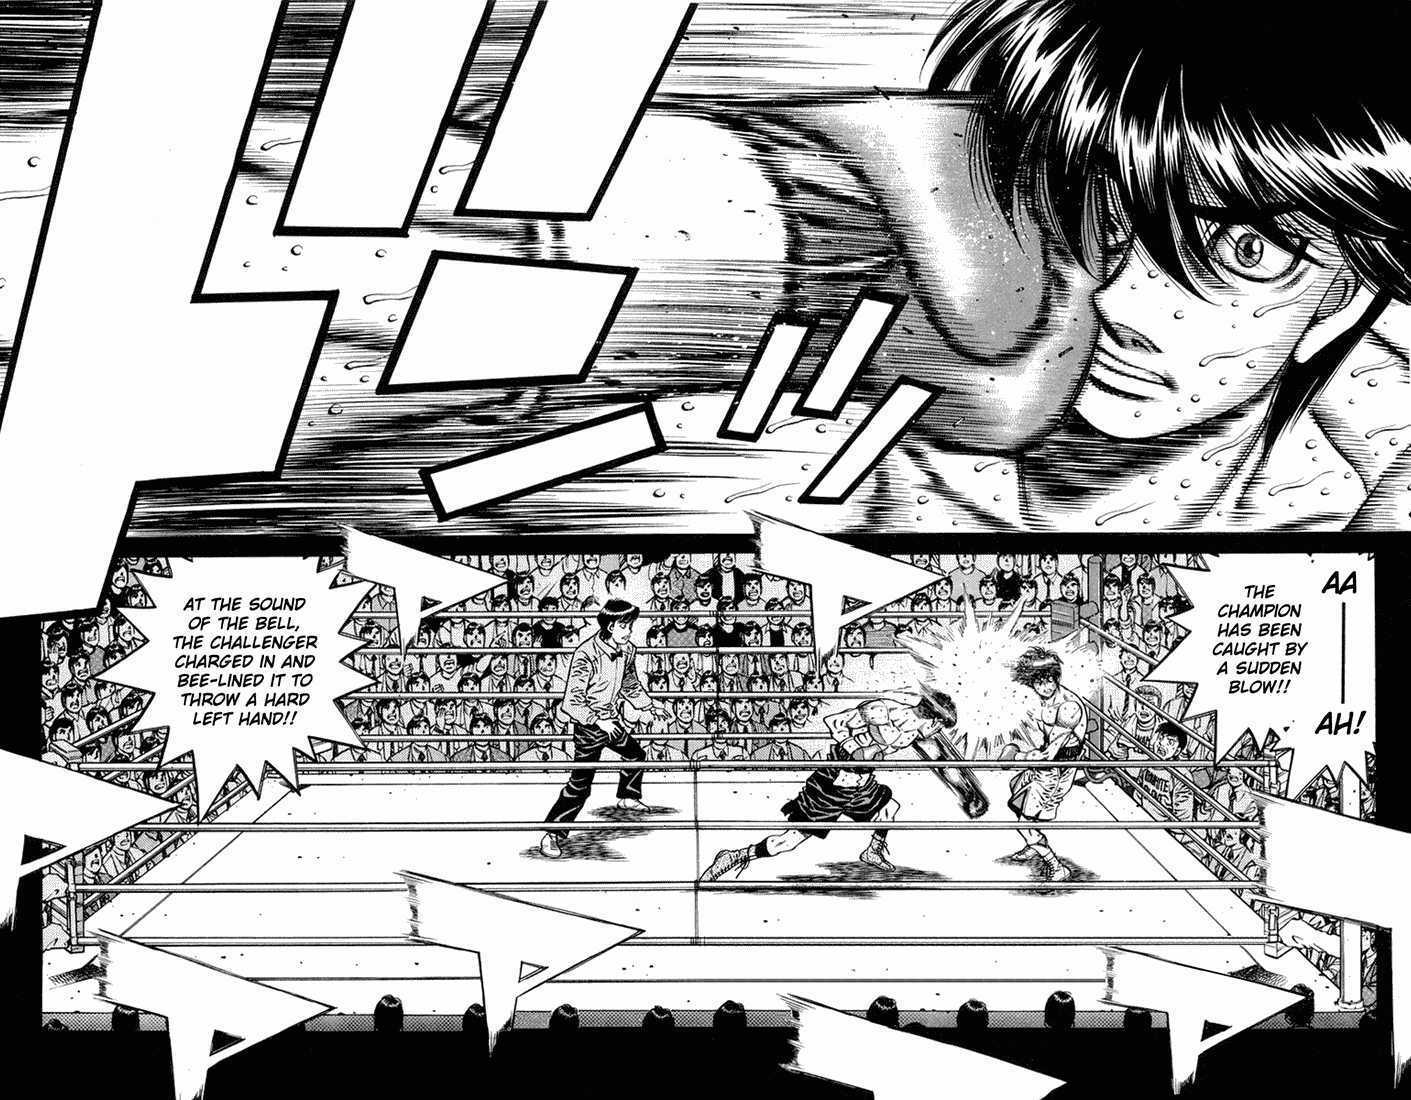 AA
AH!
THE
CHAMPION
HAS BEEN
CAUGHT BY
A SUDDEN
BLOW!!
AT THE SOUND
OF THE BELL,
THE CHALLENGER
CHARGED IN AND
BEE-LINED IT TO
THROW A HARD
LEFT HAND!!